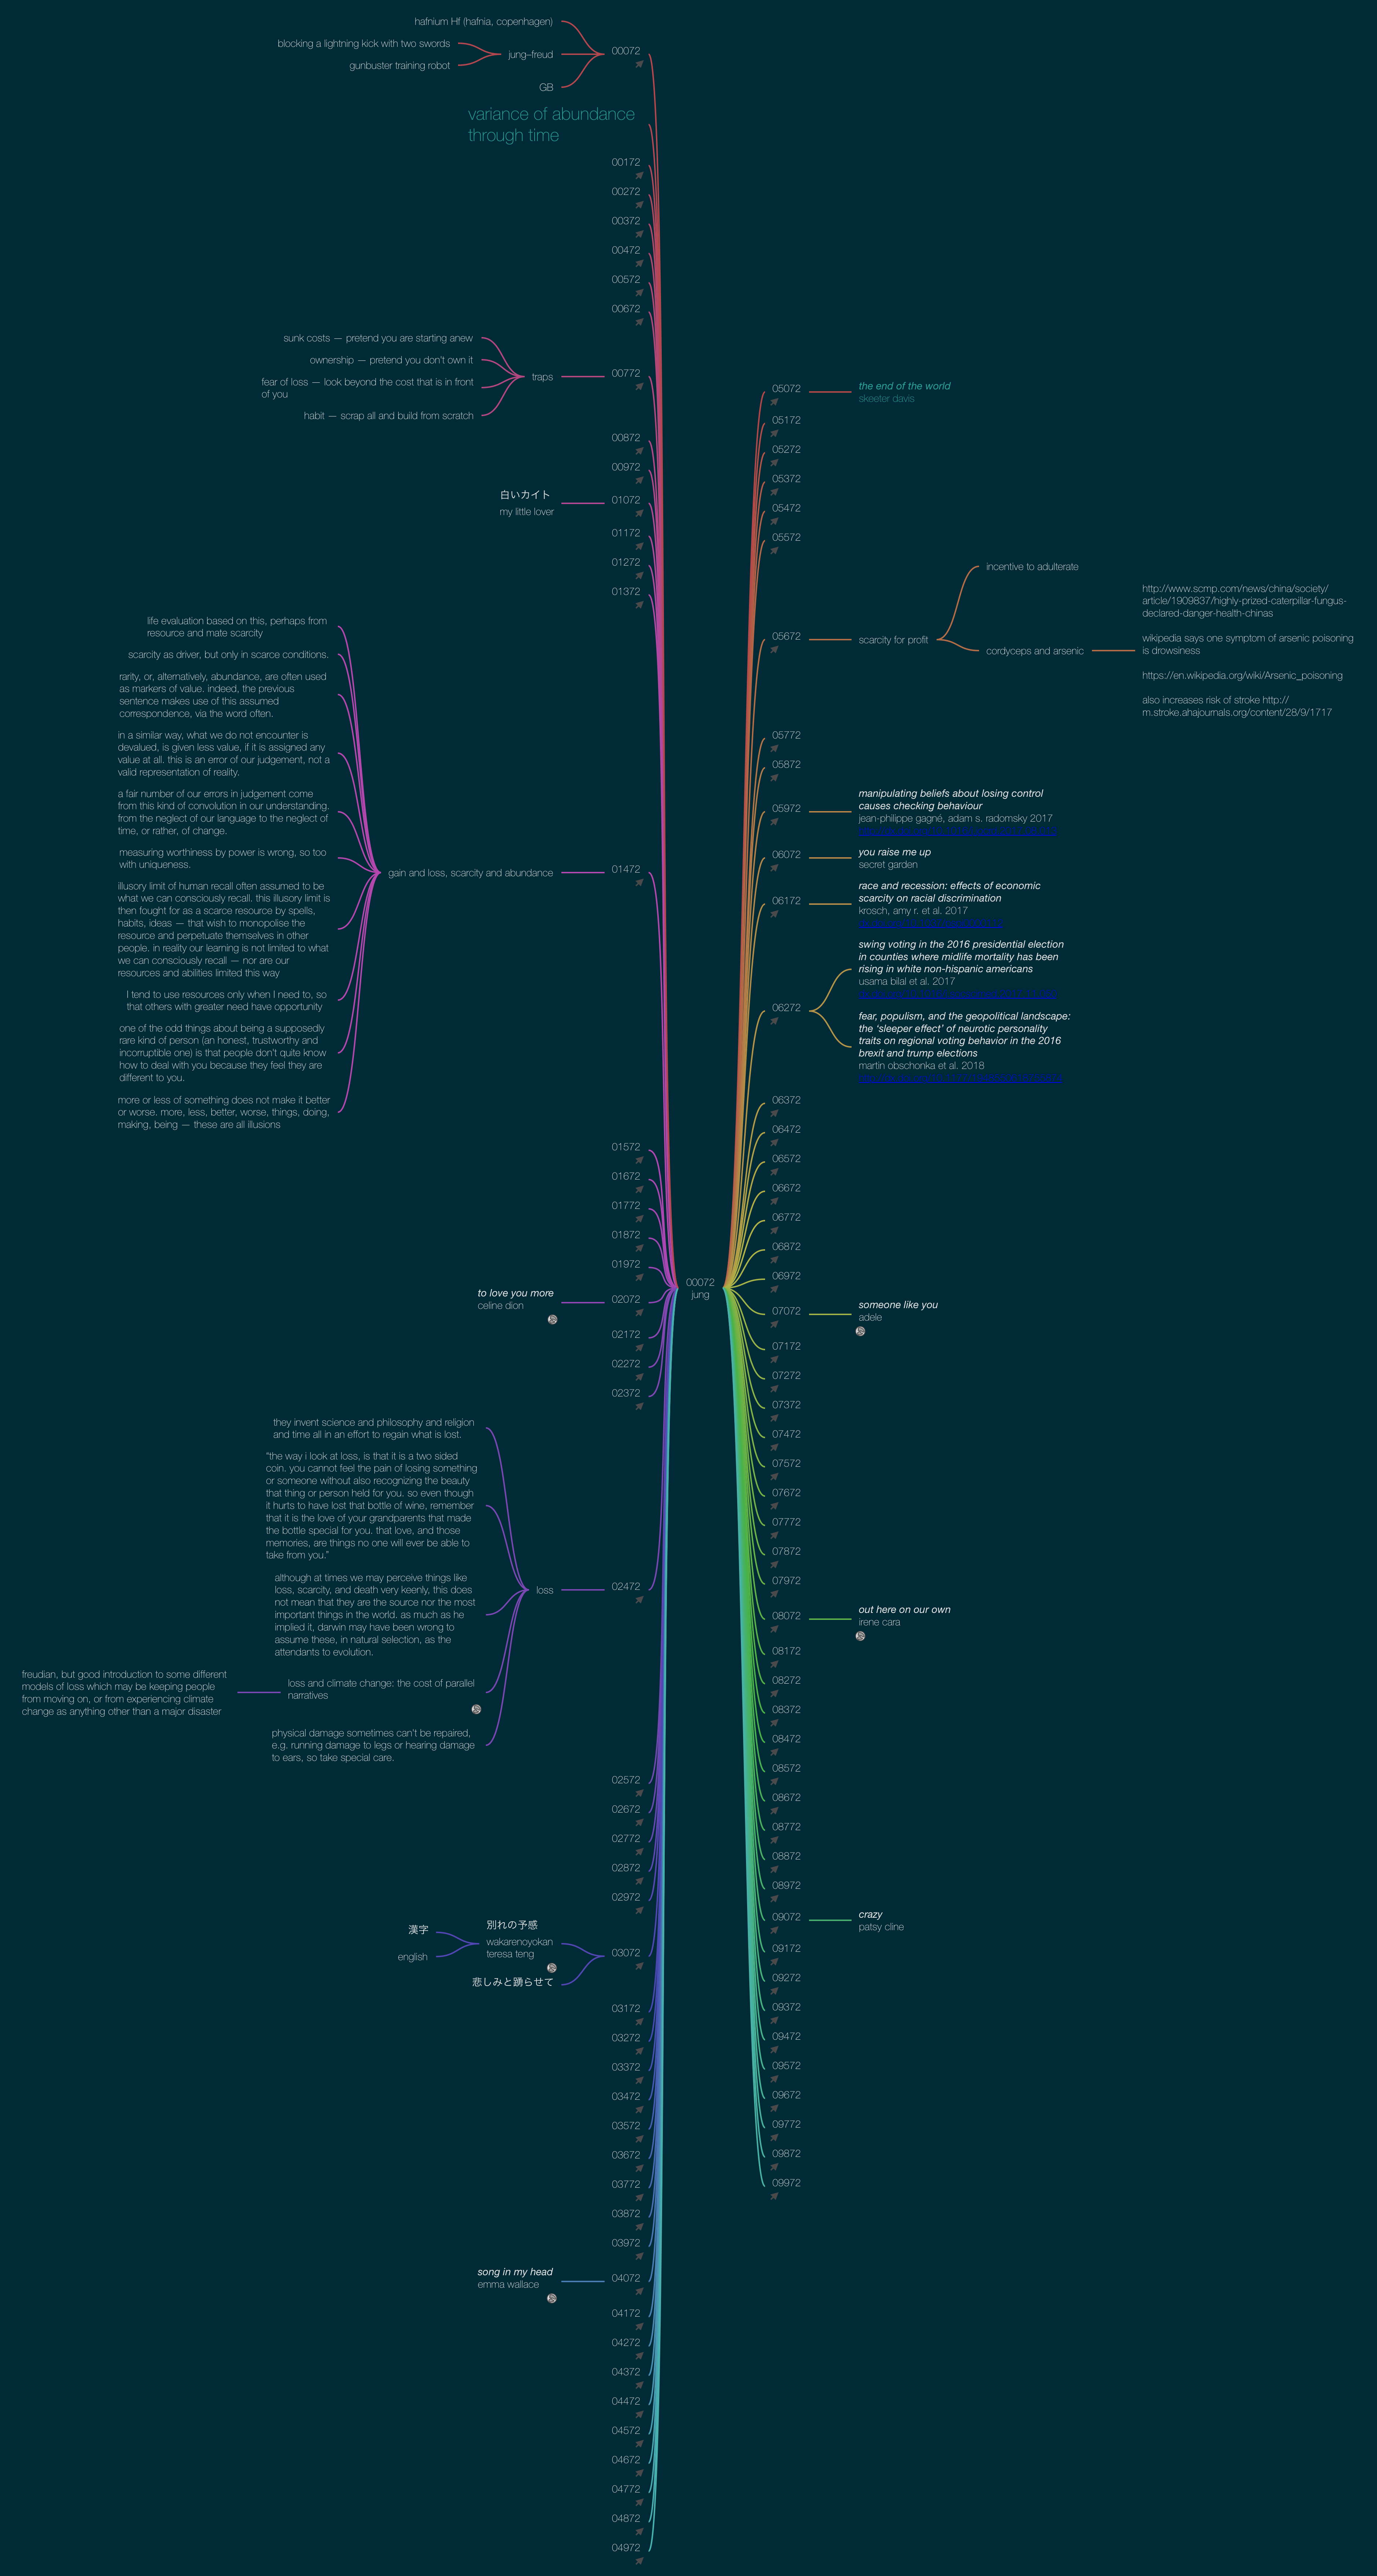 hafnium Hf (hafnia, copenhagen)
blocking a lightning kick with two swords
gunbuster training robot
jung–freud
GB
00072
variance of abundance
through time
00172
00272
00372
00472
00572
00672
sunk costs — pretend you are starting anew
ownership — pretend you don't own it
fear of loss — look beyond the cost that is in front
of you
habit — scrap all and build from scratch
traps
00772
00872
00972
白いカイト
my little lover
01072
01172
01272
01372
life evaluation based on this, perhaps from
resource and mate scarcity
scarcity as driver, but only in scarce conditions.
rarity, or, alternatively, abundance, are often used
as markers of value. indeed, the previous
sentence makes use of this assumed
correspondence, via the word often.
in a similar way, what we do not encounter is
devalued, is given less value, if it is assigned any
value at all. this is an error of our judgement, not a
valid representation of reality.
a fair number of our errors in judgement come
from this kind of convolution in our understanding.
from the neglect of our language to the neglect of
time, or rather, of change.
measuring worthiness by power is wrong, so too
with uniqueness.
illusory limit of human recall often assumed to be
what we can consciously recall. this illusory limit is
then fought for as a scarce resource by spells,
habits, ideas — that wish to monopolise the
resource and perpetuate themselves in other
people. in reality our learning is not limited to what
we can consciously recall — nor are our
resources and abilities limited this way
I tend to use resources only when I need to, so
that others with greater need have opportunity
one of the odd things about being a supposedly
rare kind of person (an honest, trustworthy and
incorruptible one) is that people don't quite know
how to deal with you because they feel they are
different to you.
more or less of something does not make it better
or worse. more, less, better, worse, things, doing,
making, being — these are all illusions
gain and loss, scarcity and abundance
01472
01572
01672
01772
01872
01972
to love you more
celine dion
02072
02172
02272
02372
they invent science and philosophy and religion
and time all in an effort to regain what is lost.
"the way i look at loss, is that it is a two sided
coin. you cannot feel the pain of losing something
or someone without also recognizing the beauty
that thing or person held for you. so even though
it hurts to have lost that bottle of wine, remember
that it is the love of your grandparents that made
the bottle special for you. that love, and those
memories, are things no one will ever be able to
take from you."
although at times we may perceive things like
loss, scarcity, and death very keenly, this does
not mean that they are the source nor the most
important things in the world. as much as he
implied it, darwin may have been wrong to
assume these, in natural selection, as the
attendants to evolution.
freudian, but good introduction to some different
models of loss which may be keeping people
from moving on, or from experiencing climate
change as anything other than a major disaster
loss and climate change: the cost of parallel
narratives
physical damage sometimes can't be repaired,
e.g. running damage to legs or hearing damage
to ears, so take special care.
loss
02472
02572
02672
02772
02872
02972
漢字
english
別れの予感
wakarenoyokan
teresa teng
悲しみと踊らせて
03072
03172
03272
03372
03472
03572
03672
03772
03872
03972
song in my head
emma wallace
04072
04172
04272
04372
04472
04572
04672
04772
04872
04972
00072
jung
05072
the end of the world
skeeter davis
05172
05272
05372
05472
05572
05672
scarcity for profit
incentive to adulterate
cordyceps and arsenic
http://www.scmp.com/news/china/society/
article/1909837/highly-prized-caterpillar-fungus-
declared-danger-health-chinas
wikipedia says one symptom of arsenic poisoning
is drowsiness
https://en.wikipedia.org/wiki/Arsenic_poisoning
also increases risk of stroke http://
m.stroke.ahajournals.org/content/28/9/1717
05772
05872
05972
manipulating beliefs about losing control
causes checking behaviour
jean-philippe gagné, adam s. radomsky 2017
06072
you raise me up
secret garden
06172
race and recession: effects of economic
scarcity on racial discrimination
krosch, amy r. et al. 2017
06272
swing voting in the 2016 presidential election
in counties where midlife mortality has been
rising in white non-hispanic americans
usama bilal et al. 2017
fear, populism, and the geopolitical landscape:
the 'sleeper effect' of neurotic personality
traits on regional voting behavior in the 2016
brexit and trump elections
martin obschonka et al. 2018
06372
06472
06572
06672
06772
06872
06972
07072
someone like you
adele
07172
07272
07372
07472
07572
07672
07772
07872
07972
08072
out here on our own
irene cara
08172
08272
08372
08472
08572
08672
08772
08872
08972
09072
crazy
patsy cline
09172
09272
09372
09472
09572
09672
09772
09872
09972